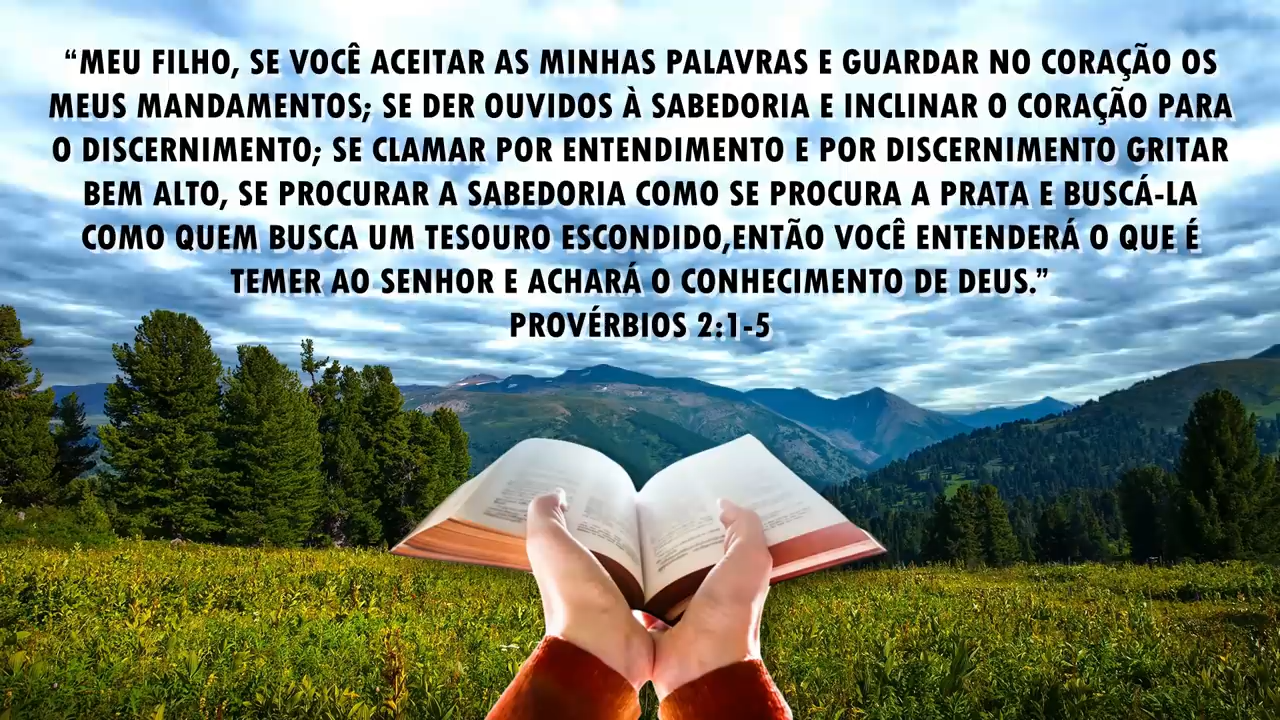 “MEU FILHO, SE VOCÊ ACEITAR AS MINHAS PALAVRAS E GUARDAR NO CORAÇÃO OS
MEUS MANDAMENTOS; SE DER OUVIDOS À SABEDORIA E INCLINAR O CORAÇÃO PARA
O DISCERNIMENTO; SE CLAMAR POR ENTENDIMENTO E POR DISCERNIMENTO GRITAR
BEM ALTO, SE PROCURAR A SABEDORIA COMO SE PROCURA A PRATA E BUSCÁ-LA
COMO QUEM BUSCA UM TESOURO ESCONDIDO,ENTÃO VOCÊ ENTENDERÁ O QUE É
TEMER AO SENHOR E ACHARÁ O CONHECIMENTO DE DEUS.”
PROVÉRBIOS 2:1-5